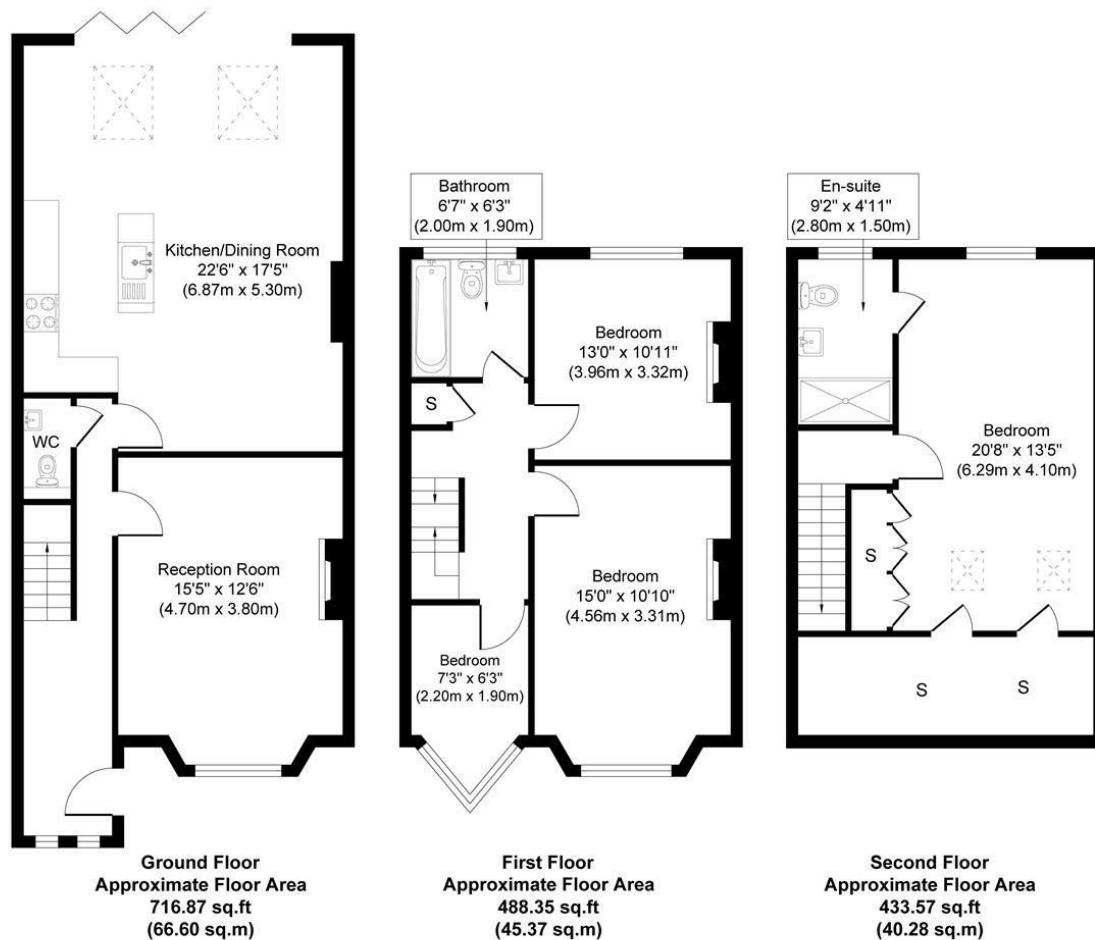 Kitchen/Dining Room
22'6" x 17'5"
(6.87m x 5.30m)
WC
Reception Room
15'5" x 12'6"
(4.70m x 3.80m)
Ground Floor
Approximate Floor Area
716.87 sq.ft
(66.60 sq.m)
Bathroom
6'7" x 6'3"
(2.00m x 1.90m)
Bedroom
13'0" x 10'11"
(3.96m x 3.32m)
S
Bedroom
15'0" x 10'10"
(4.56m x 3.31m)
Bedroom
7'3" x 6'3"
(2.20m x 1.90m)
First Floor
Approximate Floor Area
488.35 sq.ft
(45.37 sq.m)
En-suite
9'2" x 4'11"
(2.80m x 1.50m)
Bedroom
20'8" x 13'5"
(6.29m x 4.10m)
S
S
S
Second Floor
Approximate Floor Area
433.57 sq.ft
(40.28 sq.m)